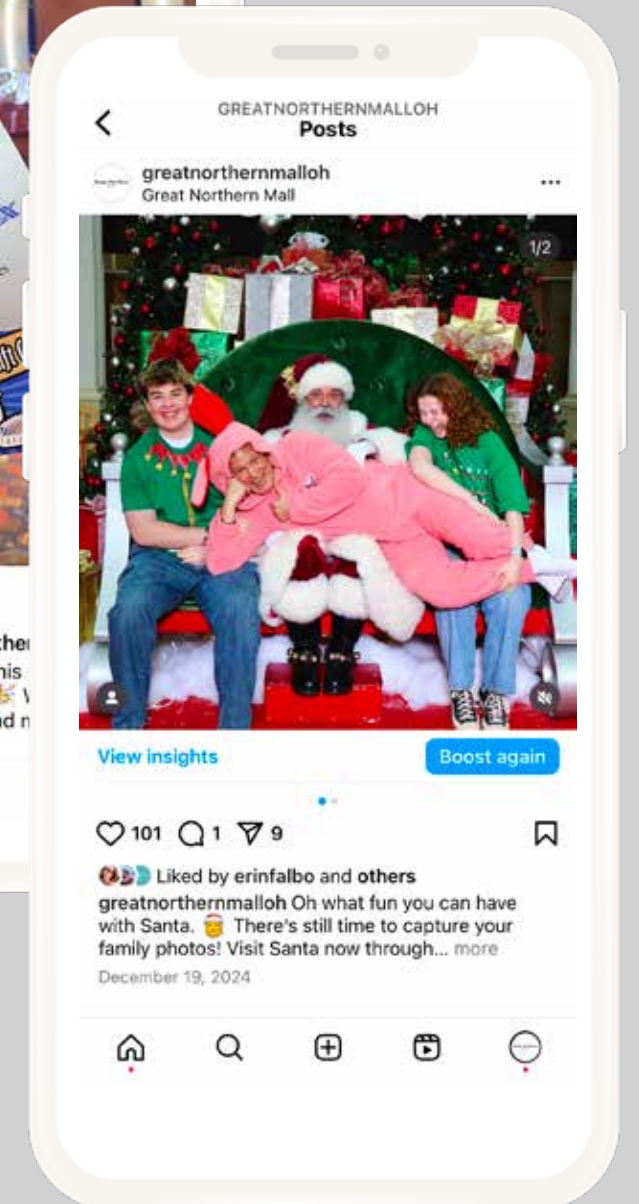 GREATNORTHERNMALLOH
Posts
greatnorthernmalloh
Great Northern Mall
1/2
View insights
Boost again
101 1 9
Liked by erinfalbo and others
greatnorthernmalloh Oh what fun you can have
with Santa. 🎅 There's still time to capture your
family photos! Visit Santa now through... more
December 19, 2024